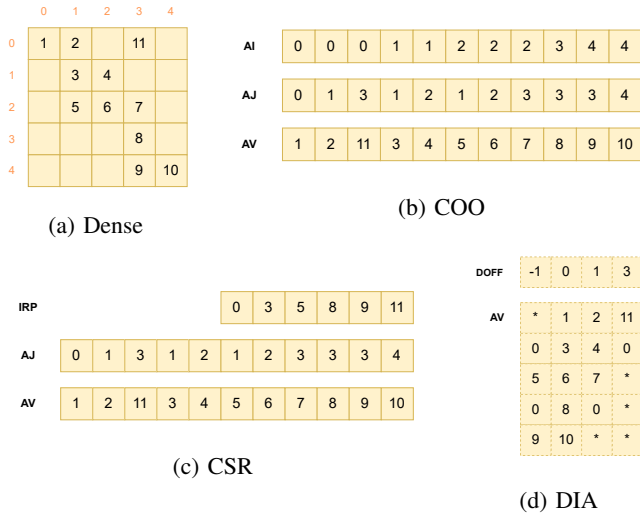 0 1 2 3 4
0 1 2 11
1 3 4
2 5 6 7
3 8
4 9 10
(a) Dense
AI 0 0 0 1 1 2 2 2 3 4 4
AJ 0 1 3 1 2 1 2 3 3 3 4
AV 1 2 11 3 4 5 6 7 8 9 10
(b) COO
IRP 0 3 5 8 9 11
AJ 0 1 3 1 2 1 2 3 3 3 4
AV 1 2 11 3 4 5 6 7 8 9 10
(c) CSR
DOFF -1 0 1 3
AV * 1 2 11
0 3 4 0
5 6 7 *
0 8 0 *
9 10 * *
(d) DIA